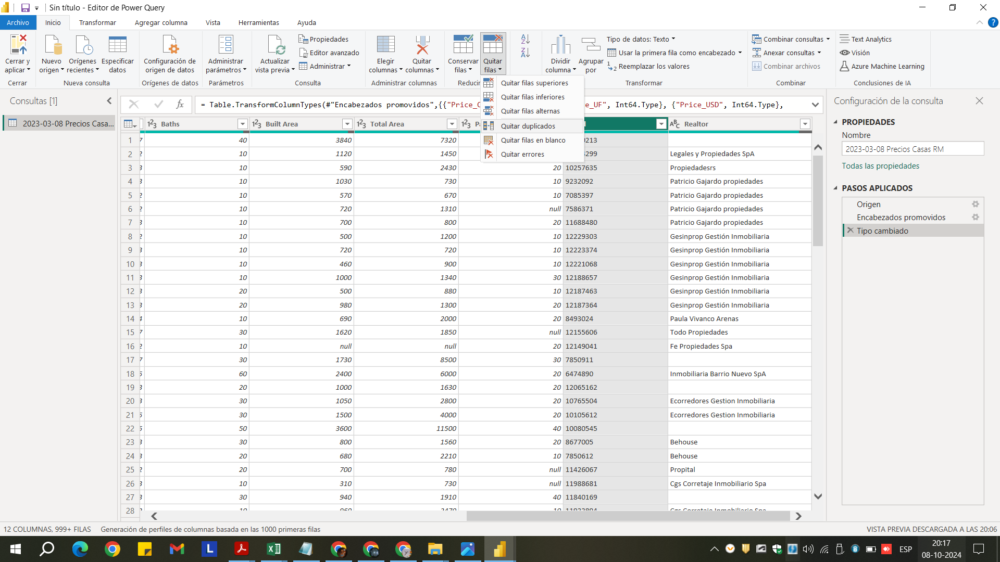 Sin título - Editor de Power Query
Archivo Inicio Transformar Agregar columna Vista Herramientas Ayuda
Cerrar y aplicar
Nuevo origen
Orígenes recientes
Especificar datos
Configuración de origen de datos
Administrar parámetros
Actualizar vista previa
Propiedades
Editor avanzado
Administrar
Elegir columnas
Quitar columnas
Conservar filas
Quitar filas
Dividir columna
Agrupar por
Tipo de datos: Texto
Usar la primera fila como encabezado
Reemplazar los valores
Combinar consultas
Anexar consultas
Combinar archivos
Text Analytics
Visión
Azure Machine Learning
Cerrar Nueva consulta Orígenes de datos Parámetros Consulta Administrar columnas Reducir Transformar Combinar Conclusiones de IA
Quitar filas superiores
Quitar filas inferiores
Quitar filas alternas
Quitar duplicados
Quitar filas en blanco
Quitar errores
Consultas [1]
2023-03-08 Precios Casa...
fx = Table.TransformColumnTypes(#"Encabezados promovidos",{{"Price_ _UF", Int64.Type}, {"Price_USD", Int64.Type},
Baths Built Area Total Area Realtor
1 7 40 3840 7320 213
2 2 10 1120 1450 299 Legales y Propiedades SpA
3 3 10 590 2430 20 10257635 Propiedadesrs
4 3 10 1030 730 10 9232092 Patricio Gajardo propiedades
5 2 10 570 670 10 7085397 Patricio Gajardo propiedades
6 2 10 720 1310 null 7586371 Patricio Gajardo propiedades
7 3 10 700 800 20 11688480 Patricio Gajardo propiedades
8 2 10 500 1200 10 12229303 Gesinprop Gestión Inmobiliaria
9 3 10 720 720 10 12223374 Gesinprop Gestión Inmobiliaria
10 3 10 460 900 10 12221068 Gesinprop Gestión Inmobiliaria
11 3 10 1000 1340 30 12188657 Gesinprop Gestión Inmobiliaria
12 3 20 500 880 10 12187463 Gesinprop Gestión Inmobiliaria
13 3 20 980 1300 20 12187364 Gesinprop Gestión Inmobiliaria
14 4 10 690 2000 20 8493024 Paula Vivanco Arenas
15 7 30 1620 1850 null 12155606 Todo Propiedades
16 2 10 null null 20 12149041 Fe Propiedades Spa
17 7 30 1730 8500 30 7850911
18 5 60 2400 6000 20 6474890 Inmobiliaria Barrio Nuevo SpA
19 3 20 1000 1630 20 12065162
20 3 30 1050 2800 20 10765504 Ecorredores Gestion Inmobiliaria
21 5 30 1500 4000 20 10105612 Ecorredores Gestion Inmobiliaria
22 5 50 3600 11500 40 10080545
23 3 30 800 1560 20 8677005 Behouse
24 3 20 680 2210 10 7850612 Behouse
25 2 20 700 780 null 11426067 Propital
26 3 10 310 730 null 11988681 Cgs Corretaje Inmobiliario Spa
27 3 30 940 1910 40 11840169
28
Configuración de la consulta
PROPIEDADES
Nombre
2023-03-08 Precios Casas RM
Todas las propiedades
PASOS APLICADOS
Origen
Encabezados promovidos
Tipo cambiado
12 COLUMNAS, 999+ FILAS Generación de perfiles de columnas basada en las 1000 primeras filas VISTA PREVIA DESCARGADA A LAS 20:06
ESP
20:17
08-10-2024